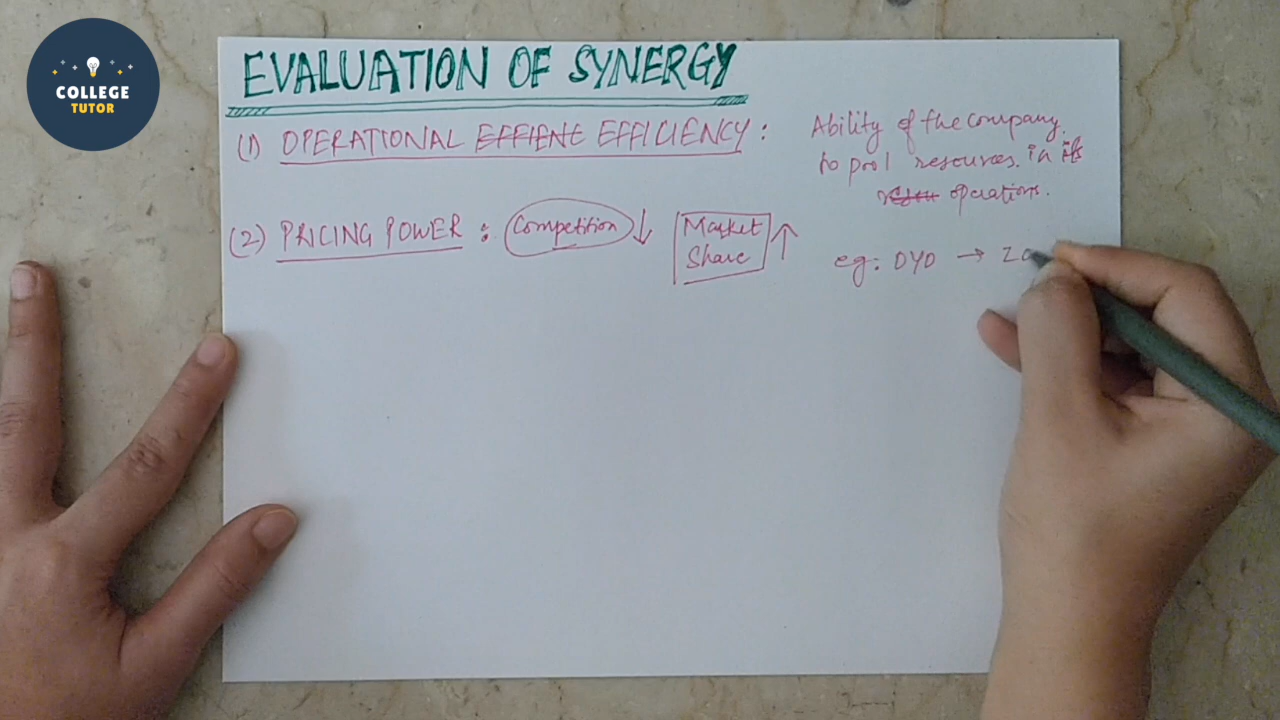 COLLEGE
TUTOR
EVALUATION OF SYNERGY
(1) OPERATIONAL EFFIENT EFFICIENCY :
Ability of the company
to pool resources. in its
operations.
(2) PRICING POWER : Competition ↓
Market
Share ↑
eg: OYO → Zo